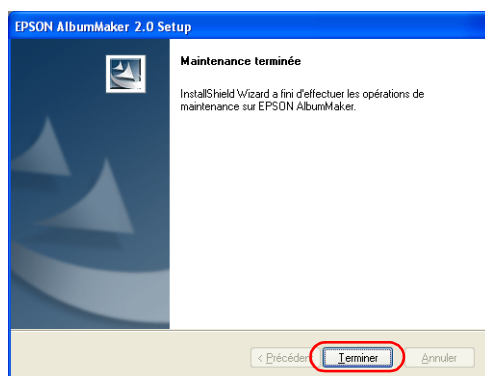 EPSON AlbumMaker 2.0 Setup
Maintenance terminée
InstallShield Wizard a fini d'effectuer les opérations de
maintenance sur EPSON AlbumMaker.
< Précéden
Terminer
Annuler